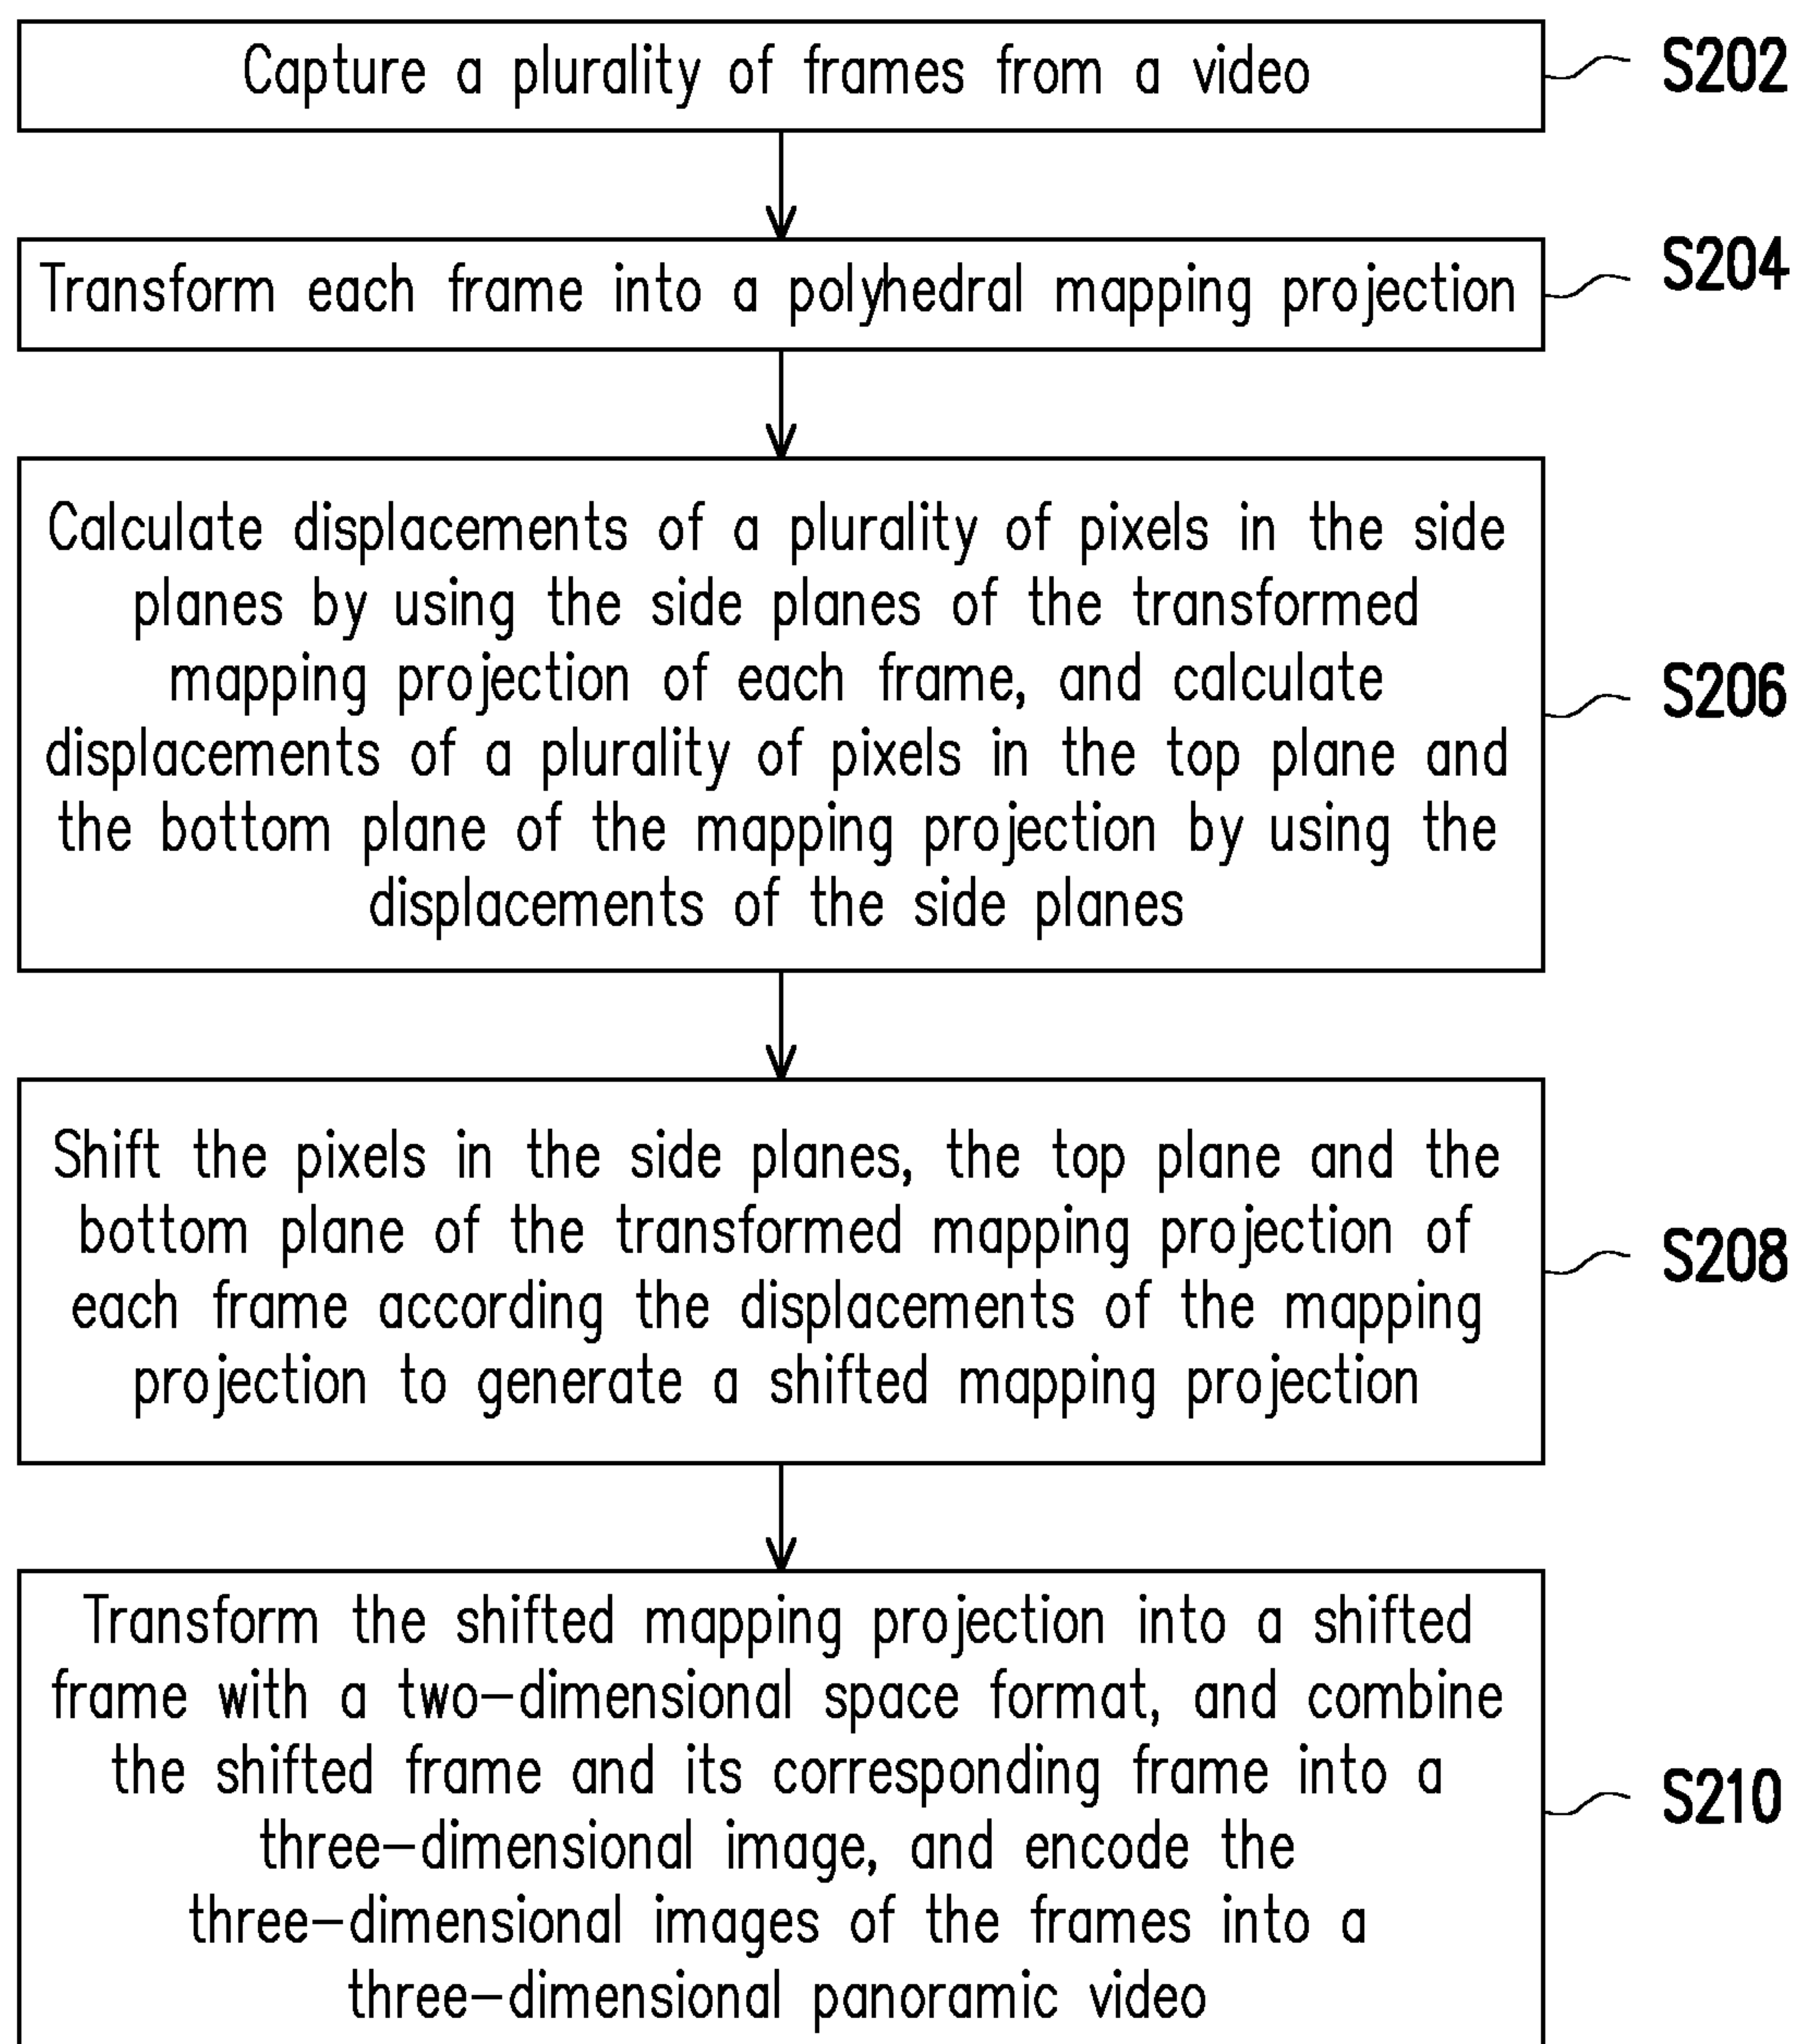 Capture a plurality of frames from a video
S202
Transform each frame into a polyhedral mapping projection
S204
Calculate displacements of a plurality of pixels in the side
planes by using the side planes of the transformed
mapping projection of each frame, and calculate
displacements of a plurality of pixels in the top plane and
the bottom plane of the mapping projection by using the
displacements of the side planes
S206
Shift the pixels in the side planes, the top plane and the
bottom plane of the transformed mapping projection of
each frame according the displacements of the mapping
projection to generate a shifted mapping projection
S208
Transform the shifted mapping projection into a shifted
frame with a two-dimensional space format, and combine
the shifted frame and its corresponding frame into a
three-dimensional image, and encode the
three-dimensional images of the frames into a
three-dimensional panoramic video
S210